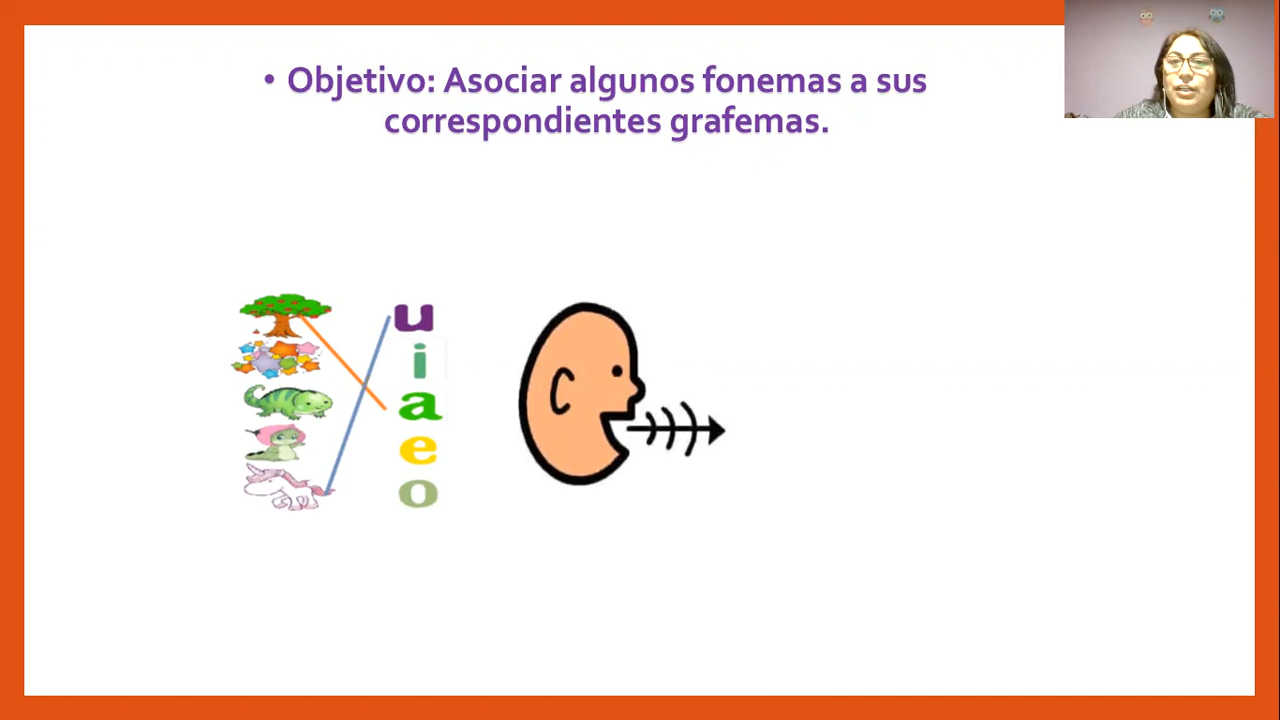 • Objetivo: Asociar algunos fonemas a sus
correspondientes grafemas.
u
i
a
e
o